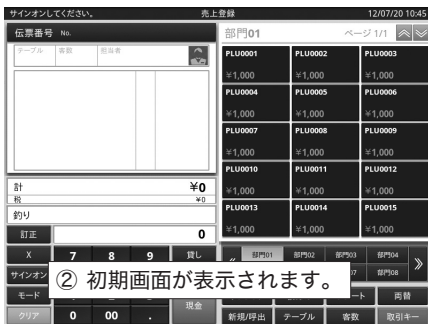 サインオンしてください。 売上登録 12/07/20 10:45
伝票番号 No.
テーブル 客数 担当者
部門01 ページ 1/1
PLU0001 PLU0002 PLU0003
¥1,000 ¥1,000 ¥1,000
PLU0004 PLU0005 PLU0006
¥1,000 ¥1,000 ¥1,000
PLU0007 PLU0008 PLU0009
¥1,000 ¥1,000 ¥1,000
PLU0010 PLU0011 PLU0012
¥1,000 ¥1,000 ¥1,000
PLU0013 PLU0014 PLU0015
¥1,000 ¥1,000 ¥1,000
計 ¥0
税 ¥0
釣り
訂正 0
X 7 8 9 貸し
部門01 部門02 部門03 部門04
サインオン
部門08
② 初期画面が表示されます。
モード 現金
両替
クリア 0 00 .
新規/呼出 テーブル 客数 取引キー